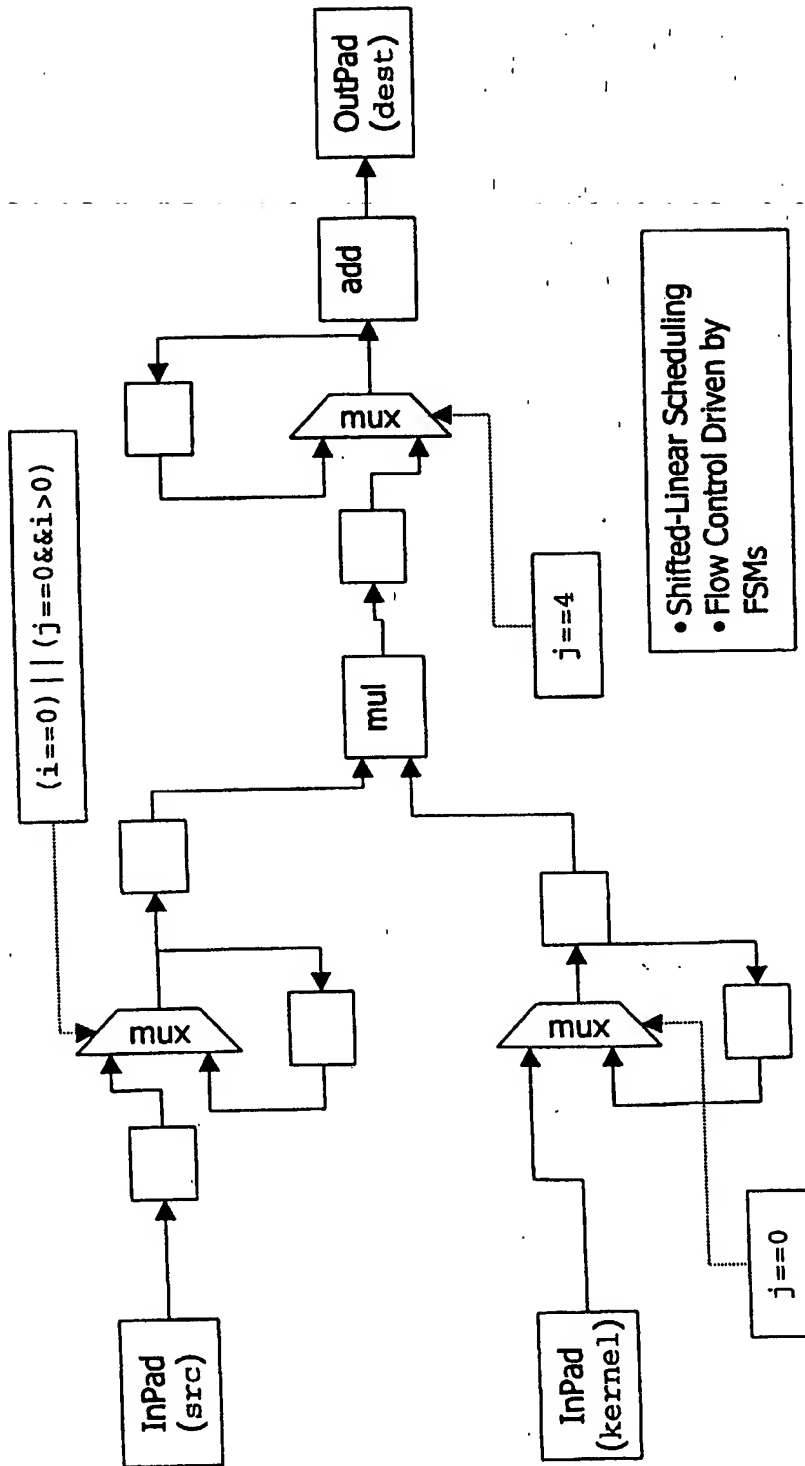 InPad
(src)
InPad
(kernel)
j==0
mux
mux
(i==0)||(j==0&&i>0)
mul
j==4
mux
add
OutPad
(dest)
• Shifted-Linear Scheduling
• Flow Control Driven by
FSMs